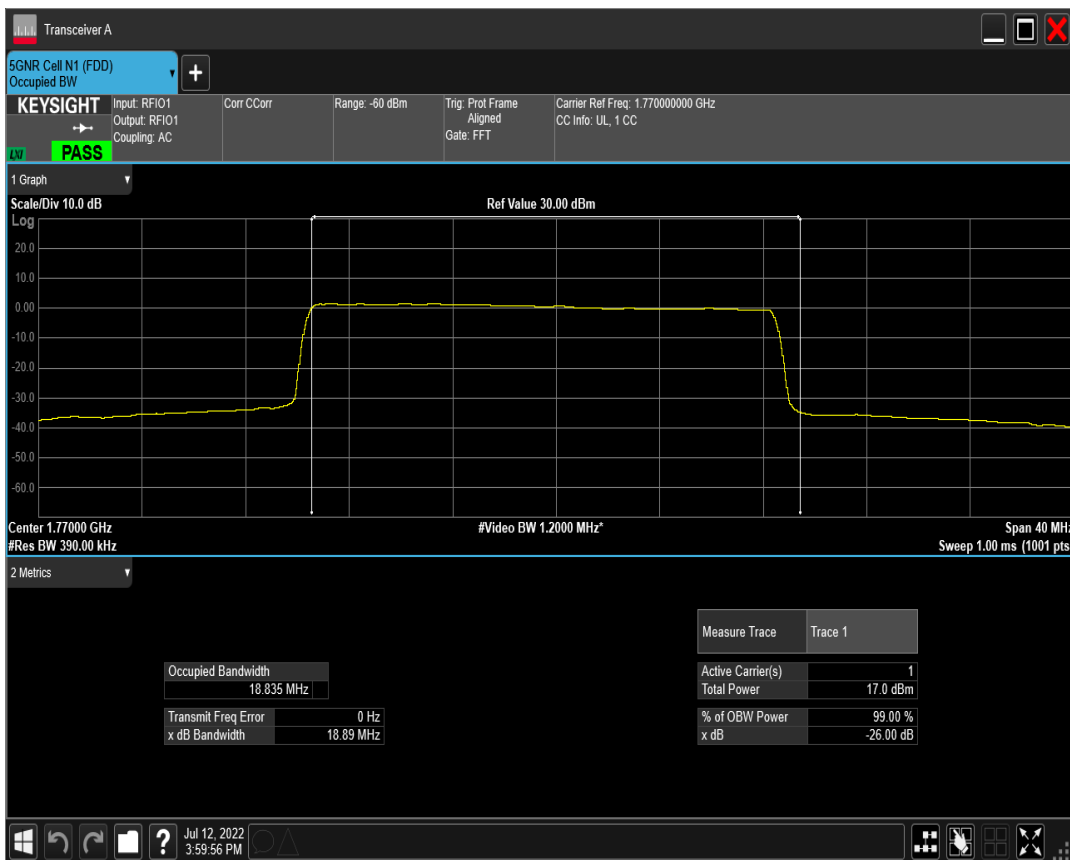 Transceiver A
5GNR Cell N1 (FDD)
Occupied BW
+
KEYSIGHT
Input: RFIO1
Output: RFIO1
Coupling: AC
LXI
PASS
Corr CCorr
Range: -60 dBm
Trig: Prot Frame
Aligned
Gate: FFT
Carrier Ref Freq: 1.770000000 GHz
CC Info: UL, 1 CC
1 Graph
Scale/Div 10.0 dB
Ref Value 30.00 dBm
Log
20.0
10.0
0.00
-10.0
-20.0
-30.0
-40.0
-50.0
-60.0
Center 1.77000 GHz
#Video BW 1.2000 MHz*
Span 40 MHz
#Res BW 390.00 kHz
Sweep 1.00 ms (1001 pts
2 Metrics
Measure Trace Trace 1
Occupied Bandwidth
18.835 MHz
Transmit Freq Error 0 Hz
x dB Bandwidth 18.89 MHz
Active Carrier(s) 1
Total Power 17.0 dBm
% of OBW Power 99.00 %
x dB -26.00 dB
?
Jul 12, 2022
3:59:56 PM